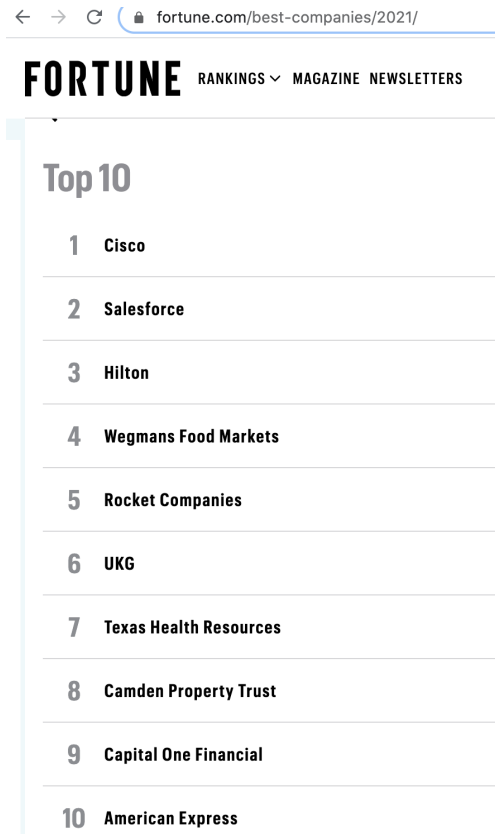 fortune.com/best-companies/2021/
FORTUNE RANKINGS MAGAZINE NEWSLETTERS
Top 10
1 Cisco
2 Salesforce
3 Hilton
4 Wegmans Food Markets
5 Rocket Companies
6 UKG
7 Texas Health Resources
8 Camden Property Trust
9 Capital One Financial
10 American Express